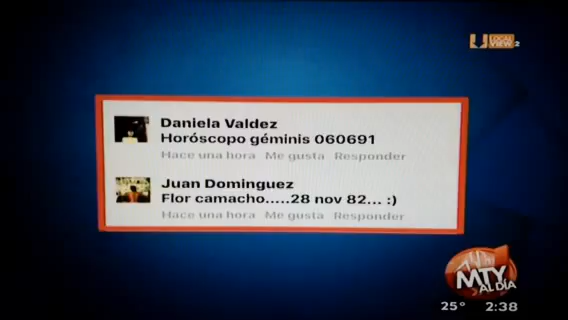 LOCAL
VIEW 2
Daniela Valdez
Horóscopo géminis 060691
Hace una hora Me gusta Responder
Juan Dominguez
Flor camacho.....28 nov 82... :)
Hace una hora Me gusta Responder
MTY
AL DÍA
25° 2:38